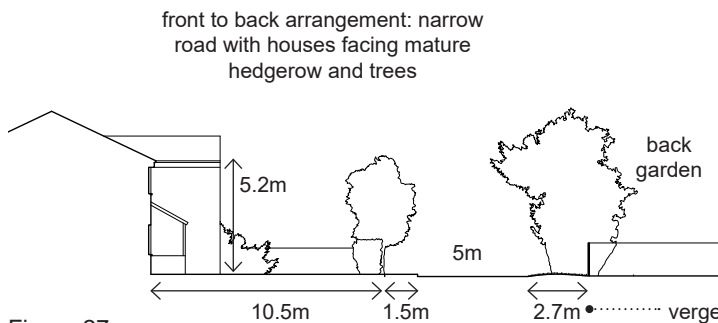 front to back arrangement: narrow
road with houses facing mature
hedgerow and trees
back
garden
5.2m
5m
10.5m
1.5m
2.7m
verge